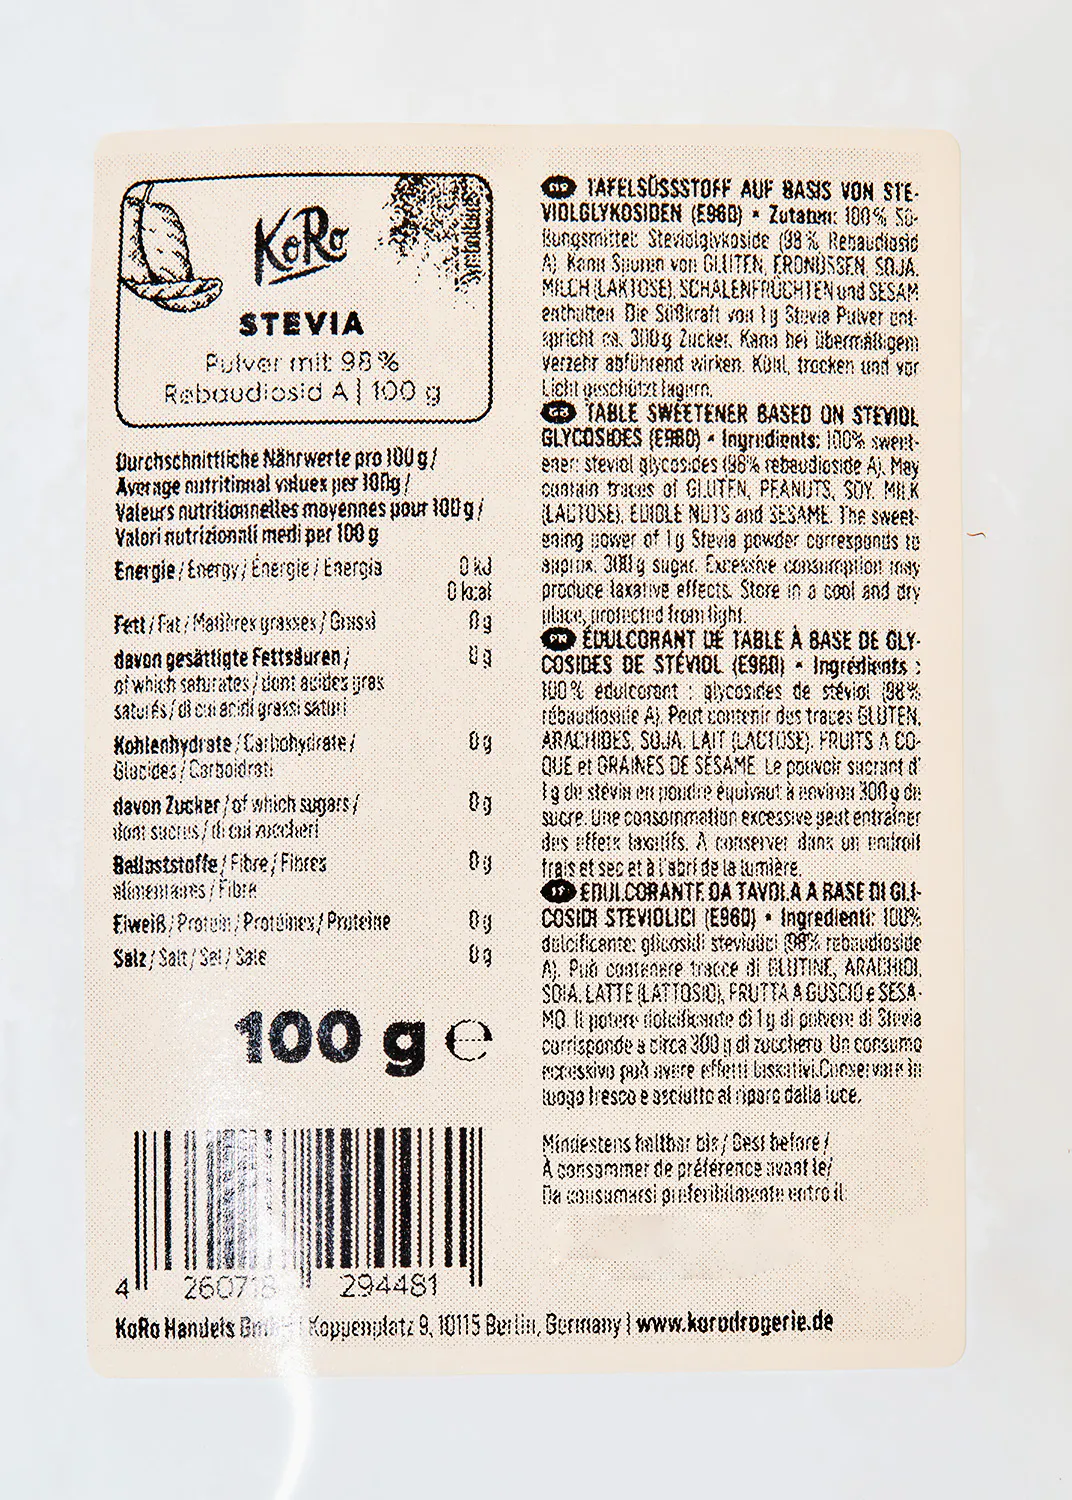 KoRo
STEVIA
Pulver mit 98%
Rebaudiosid A | 100 g
Symbolbild
Durchschnittliche Nährwerte pro 100 g/
Average nutritional values per 100g/
Valeurs nutritionnelles moyennes pour 100 g/
Valori nutrizionali medi per 100 g
Energie/Energy/Énergie/Energia 0 kJ
0 kcal
Fett/Fat/Matières grasses/Grassi 0 g
davon gesättigte Fettsäuren/ 0 g
of which saturates/dont acides gras
saturés/di cui acidi grassi saturi
Kohlenhydrate/Carbohydrate/ 0 g
Glucides/Carboidrati
davon Zucker/of which sugars/ 0 g
dont sucres/di cui zuccheri
Ballaststoffe/Fibre/Fibres 0 g
alimentaires/Fibre
Eiweiß/Protein/Protéines/Proteine 0 g
Salz/Salt/Sel/Sale 0 g
100 g ℮
4 260718 294481
DE TAFELSÜSSSTOFF AUF BASIS VON STE-
VIOLGLYKOSIDEN (E960) • Zutaten: 100% Sü-
ßungsmittel: Steviolglykoside (98% Rebaudiosid
A). Kann Spuren von GLUTEN, ERDNÜSSEN, SOJA,
MILCH (LAKTOSE), SCHALENFRÜCHTEN und SESAM
enthalten. Die Süßkraft von 1 g Stevia Pulver ent-
spricht ca. 300 g Zucker. Kann bei übermäßigem
verzehr abführend wirken. Kühl, trocken und vor
Licht geschützt lagern.
GB TABLE SWEETENER BASED ON STEVIOL
GLYCOSIDES (E960) • Ingredients: 100% sweet-
ener: steviol glycosides (98% rebaudioside A). May
contain traces of GLUTEN, PEANUTS, SOY, MILK
(LACTOSE), EDIBLE NUTS and SESAME. The sweet-
ening power of 1g Stevia powder corresponds to
approx. 300 g sugar. Excessive consumption may
produce laxative effects. Store in a cool and dry
place, protected from light.
FR ÉDULCORANT DE TABLE À BASE DE GLY-
COSIDES DE STÉVIOL (E960) • Ingrédients :
100% édulcorant : glycosides de stéviol (98%
rébaudioside A). Peut contenir des traces GLUTEN,
ARACHIDES, SOJA, LAIT (LACTOSE), FRUITS À CO-
QUE et GRAINES DE SÉSAME. Le pouvoir sucrant d'
1 g de stévia en poudre équivaut à environ 300 g de
sucre. Une consommation excessive peut entraîner
des effets laxatifs. A conserver dans un endroit
frais et sec et à l'abri de la lumière.
IT EDULCORANTE DA TAVOLA A BASE DI GLI-
COSIDI STEVIOLICI (E960) • Ingredienti: 100%
dolcificante: glicosidi steviolici (98% rebaudioside
A). Può contenere tracce di GLUTINE, ARACHIDI,
SOIA, LATTE (LATTOSIO), FRUTTA A GUSCIO e SESA-
MO. Il potere dolcificante di 1 g di polvere di Stevia
corrisponde a circa 300 g di zucchero. Un consumo
eccessivo può avere effetti lassativi.Conservare in
luogo fresco e asciutto al riparo dalla luce.
Mindestens haltbar bis/ Best before/
À consommer de préférence avant le/
Da consumarsi preferibilmente entro il:
KoRo Handels GmbH | Koppenplatz 9, 10115 Berlin, Germany | www.korodrogerie.de